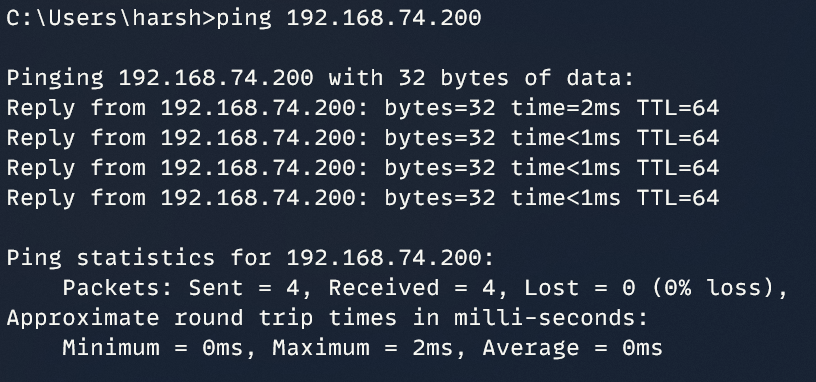 C:\Users\harsh>ping 192.168.74.200

Pinging 192.168.74.200 with 32 bytes of data:
Reply from 192.168.74.200: bytes=32 time=2ms TTL=64
Reply from 192.168.74.200: bytes=32 time<1ms TTL=64
Reply from 192.168.74.200: bytes=32 time<1ms TTL=64
Reply from 192.168.74.200: bytes=32 time<1ms TTL=64

Ping statistics for 192.168.74.200:
    Packets: Sent = 4, Received = 4, Lost = 0 (0% loss),
Approximate round trip times in milli-seconds:
    Minimum = 0ms, Maximum = 2ms, Average = 0ms